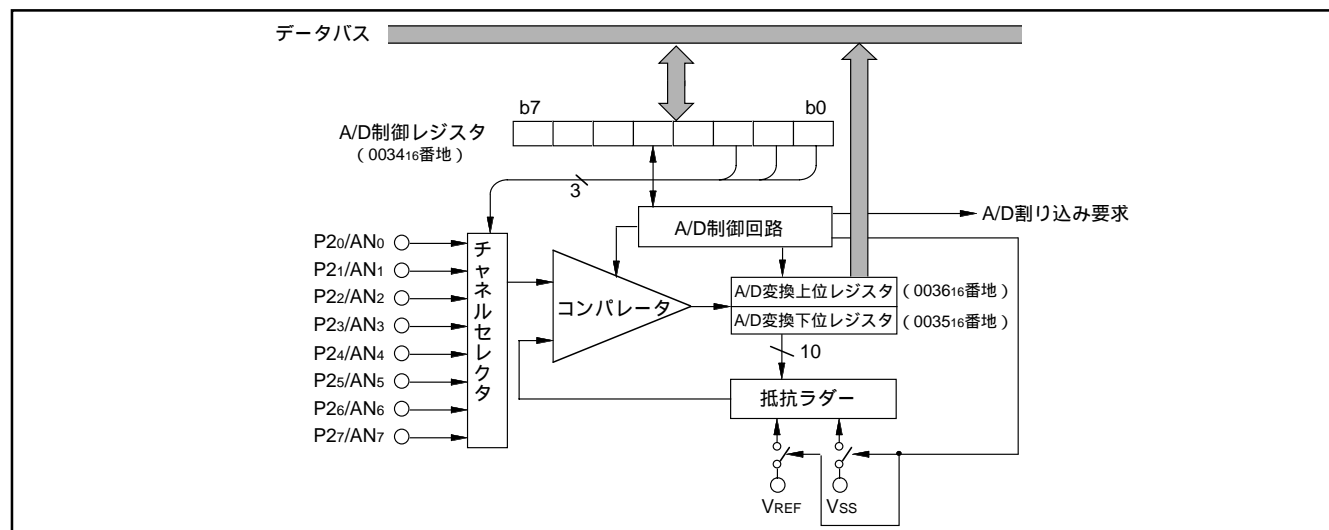 データバス
b7 b0
A/D制御レジスタ
(0034₁₆番地)
3
A/D制御回路
A/D割り込み要求
P2₀/AN₀
P2₁/AN₁
P2₂/AN₂
P2₃/AN₃
P2₄/AN₄
P2₅/AN₅
P2₆/AN₆
P2₇/AN₇
チャネルセレクタ
コンパレータ
A/D変換上位レジスタ (0036₁₆番地)
A/D変換下位レジスタ (0035₁₆番地)
10
抵抗ラダー
VREF VSS